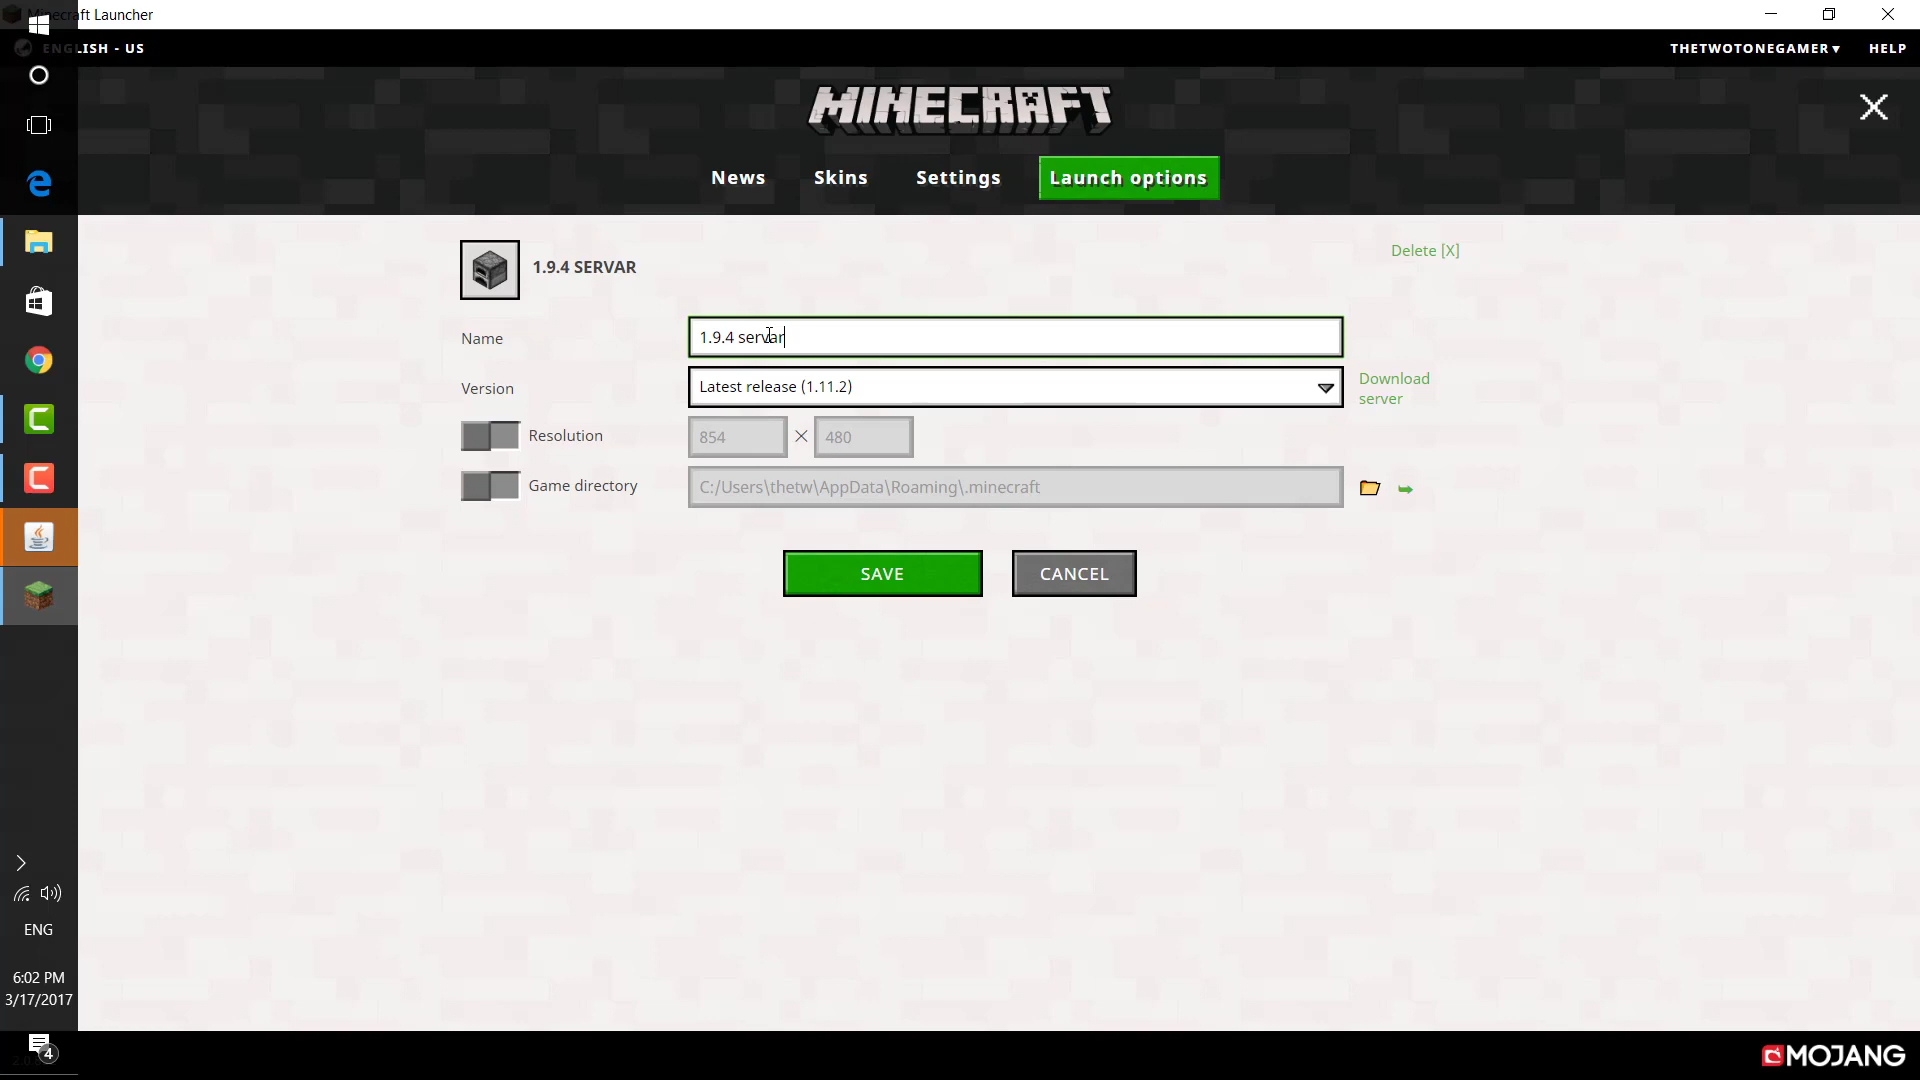 Minecraft Launcher
ENGLISH - US
THETWOTONEGAMER▼ HELP
MINECRAFT
News Skins Settings Launch options
1.9.4 SERVAR
Delete [X]
Name 1.9.4 servar
Version Latest release (1.11.2) Download
server
Resolution 854 × 480
Game directory C:/Users\thetw\AppData\Roaming\.minecraft
SAVE CANCEL
ENG
6:02 PM
3/17/2017
4
MOJANG